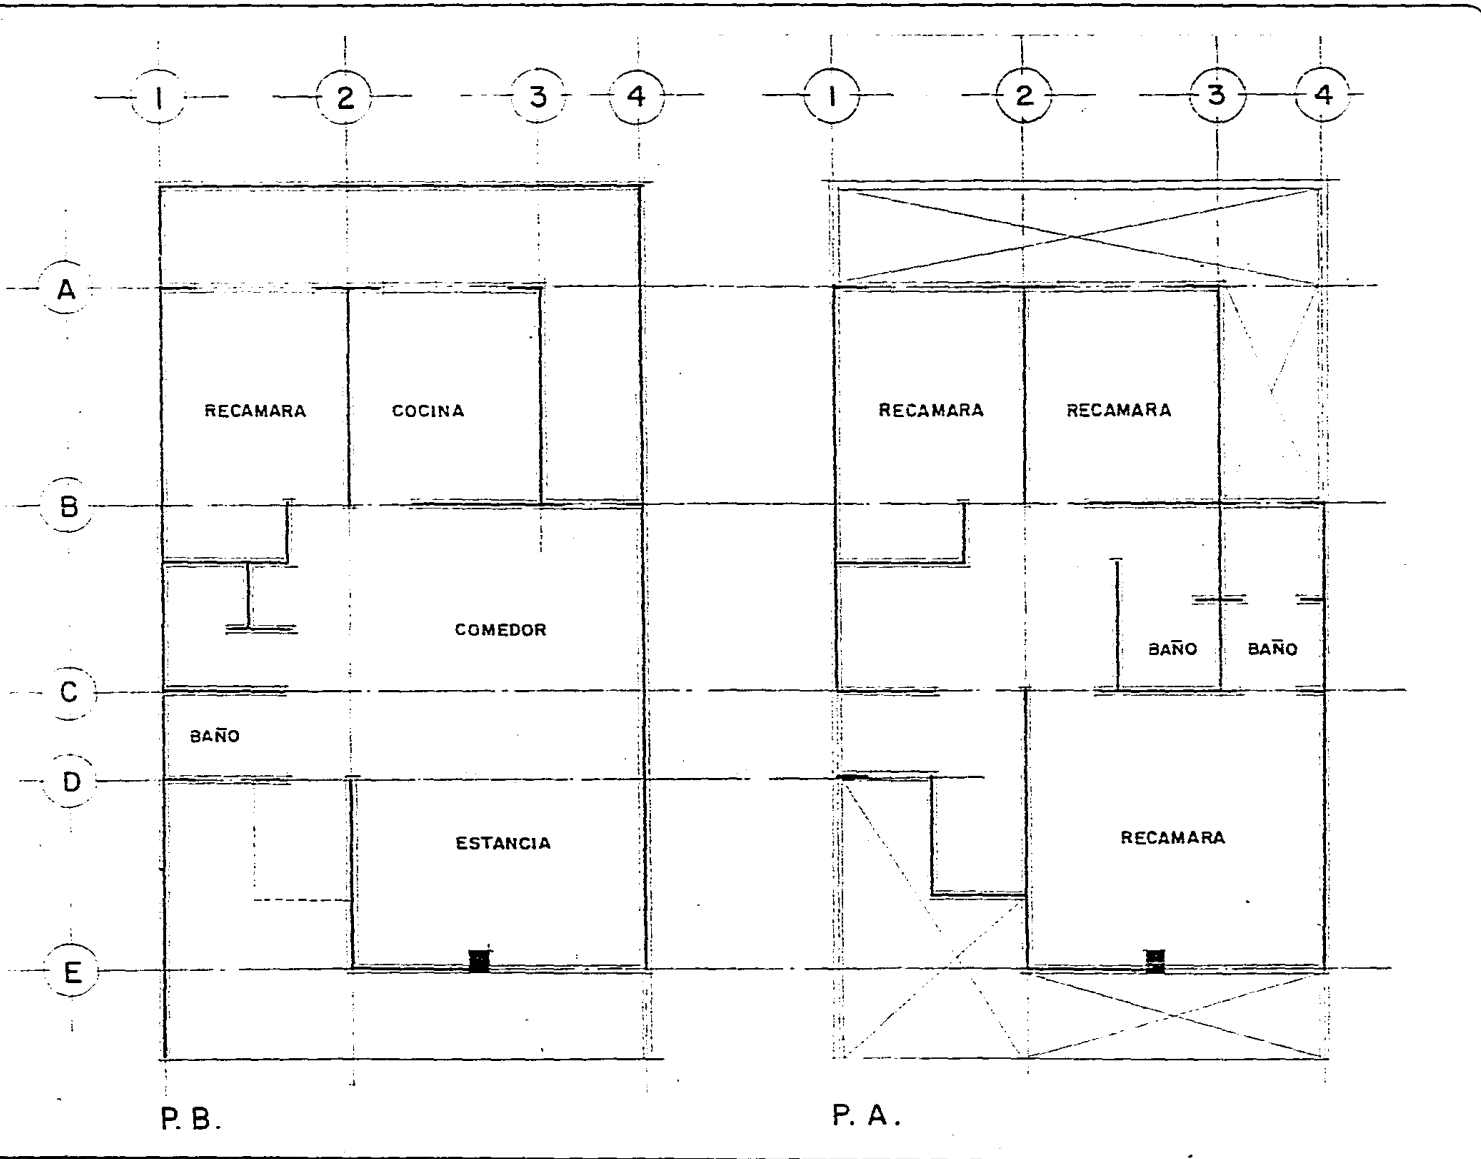 1 2 3 4 1 2 3 4
A
RECAMARA COCINA RECAMARA RECAMARA
B
COMEDOR
BAÑO BAÑO
C
BAÑO
D
ESTANCIA RECAMARA
E
P. B. P. A.